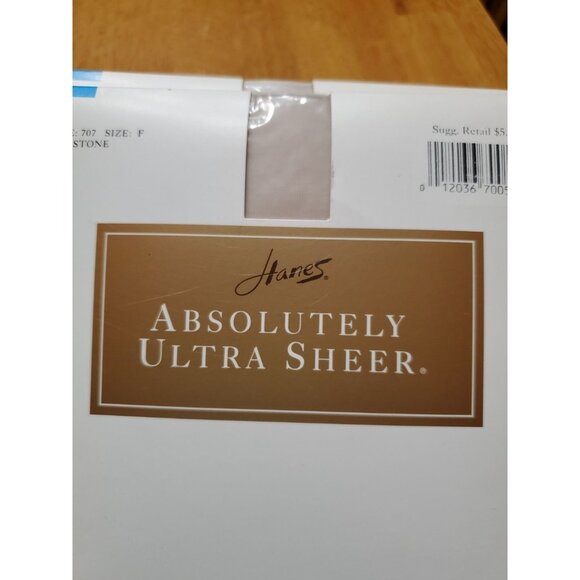 : 707 SIZE: F
STONE
Sugg. Retail $5.
0 12036 7005
Hanes®
ABSOLUTELY
ULTRA SHEER®